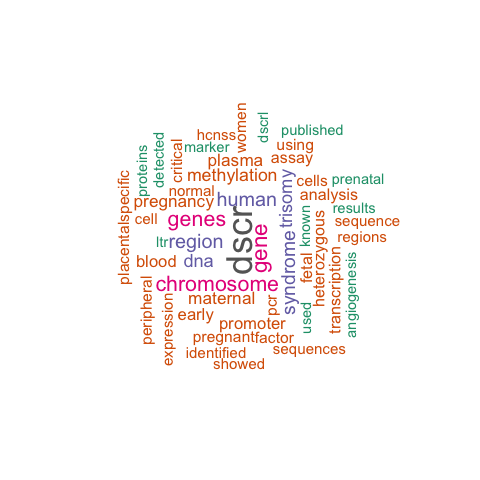 women
dscrl
published
hcnss
using
marker
critical
detected
proteins
plasma
assay
methylation
cells
prenatal
trisomy
analysis
normal
placentalspecific
pregnancy
human
results
cell
genes
dscr
gene
known
heterozygous
sequence
ltr
region
regions
syndrome
blood
dna
fetal
transcription
angiogenesis
chromosome
peripheral
expression
maternal
pcr
used
early
promoter
pregnant
factor
identified
sequences
showed